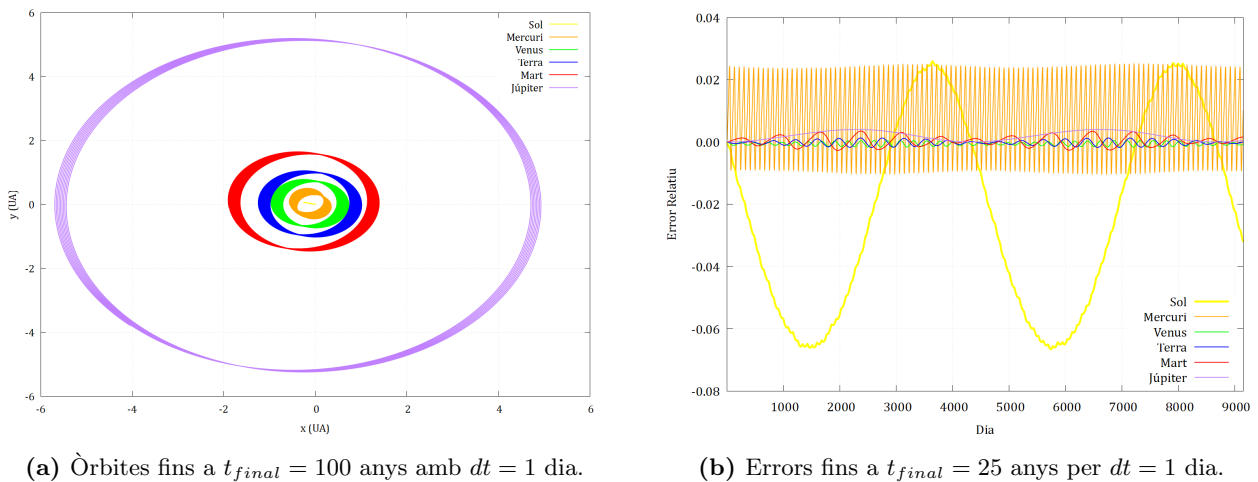 6
4
2
0
-2
-4
-6
-6
-4
-2
0
2
4
6
y (UA)
x (UA)
Sol
Mercuri
Venus
Terra
Mart
Júpiter
(a) Òrbites fins a t_final = 100 anys amb dt = 1 dia.
0.04
0.02
0.00
-0.02
-0.04
-0.06
-0.08
1000
2000
3000
4000
5000
6000
7000
8000
9000
Error Relatiu
Dia
Sol
Mercuri
Venus
Terra
Mart
Júpiter
(b) Errors fins a t_final = 25 anys per dt = 1 dia.